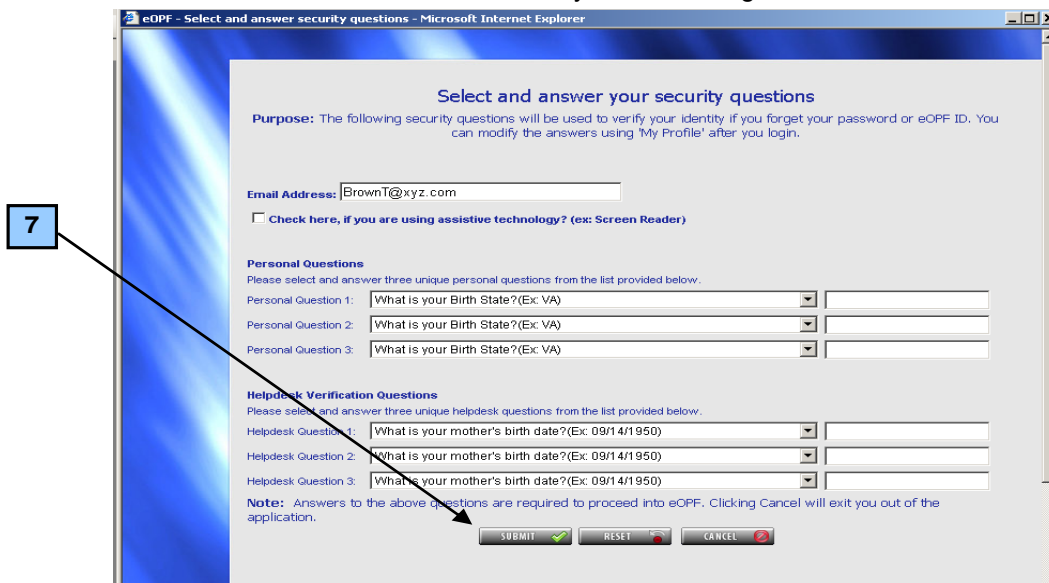 eOPF - Select and answer security questions - Microsoft Internet Explorer
Select and answer your security questions
Purpose: The following security questions will be used to verify your identity if you forget your password or eOPF ID. You
can modify the answers using 'My Profile' after you login.
Email Address: BrownT@xyz.com
Check here, if you are using assistive technology? (ex: Screen Reader)
7
Personal Questions
Please select and answer three unique personal questions from the list provided below.
Personal Question 1: What is your Birth State?(Ex: VA)
Personal Question 2: What is your Birth State?(Ex: VA)
Personal Question 3: What is your Birth State?(Ex: VA)
Helpdesk Verification Questions
Please select and answer three unique helpdesk questions from the list provided below.
Helpdesk Question 1: What is your mother's birth date?(Ex: 09/14/1950)
Helpdesk Question 2: What is your mother's birth date?(Ex: 09/14/1950)
Helpdesk Question 3: What is your mother's birth date?(Ex: 09/14/1950)
Note: Answers to the above questions are required to proceed into eOPF. Clicking Cancel will exit you out of the
application.
SUBMIT RESET CANCEL